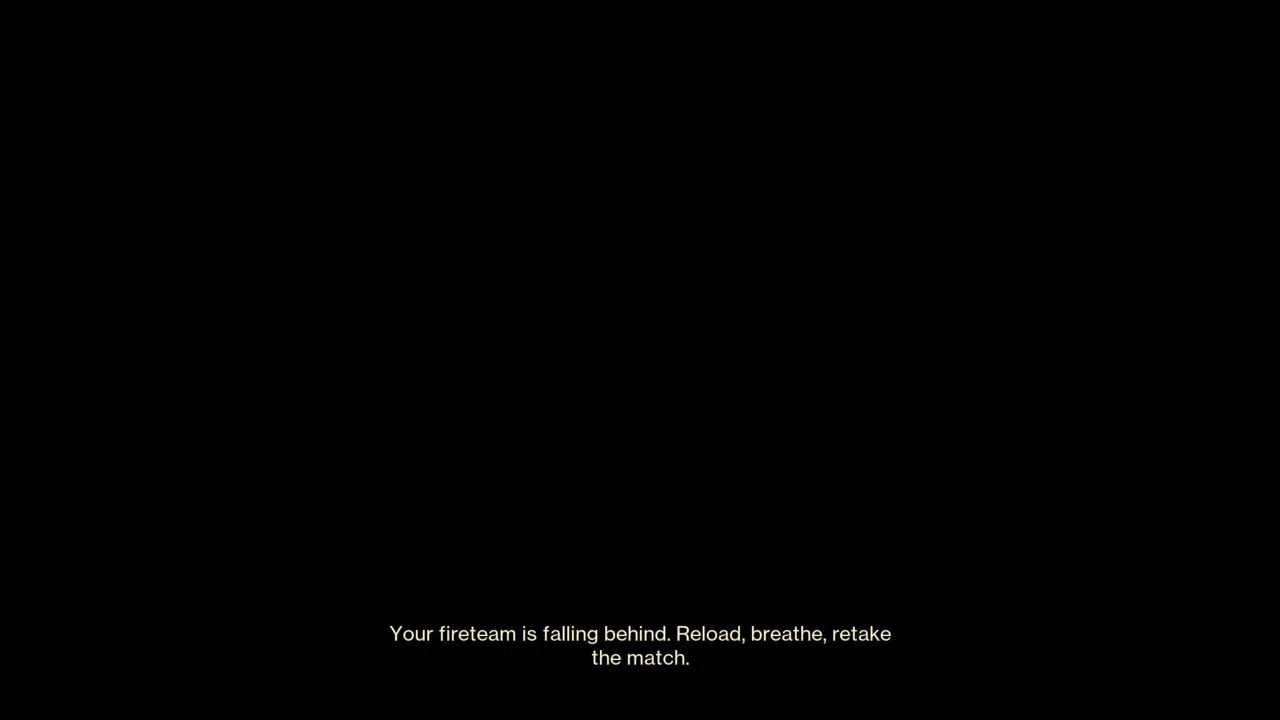 Your fireteam is falling behind. Reload, breathe, retake
the match.